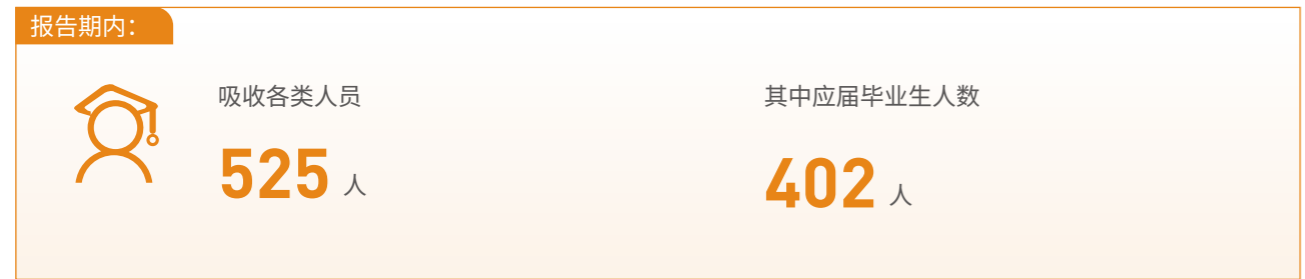 报告期内：
吸收各类人员
525 人
其中应届毕业生人数
402 人